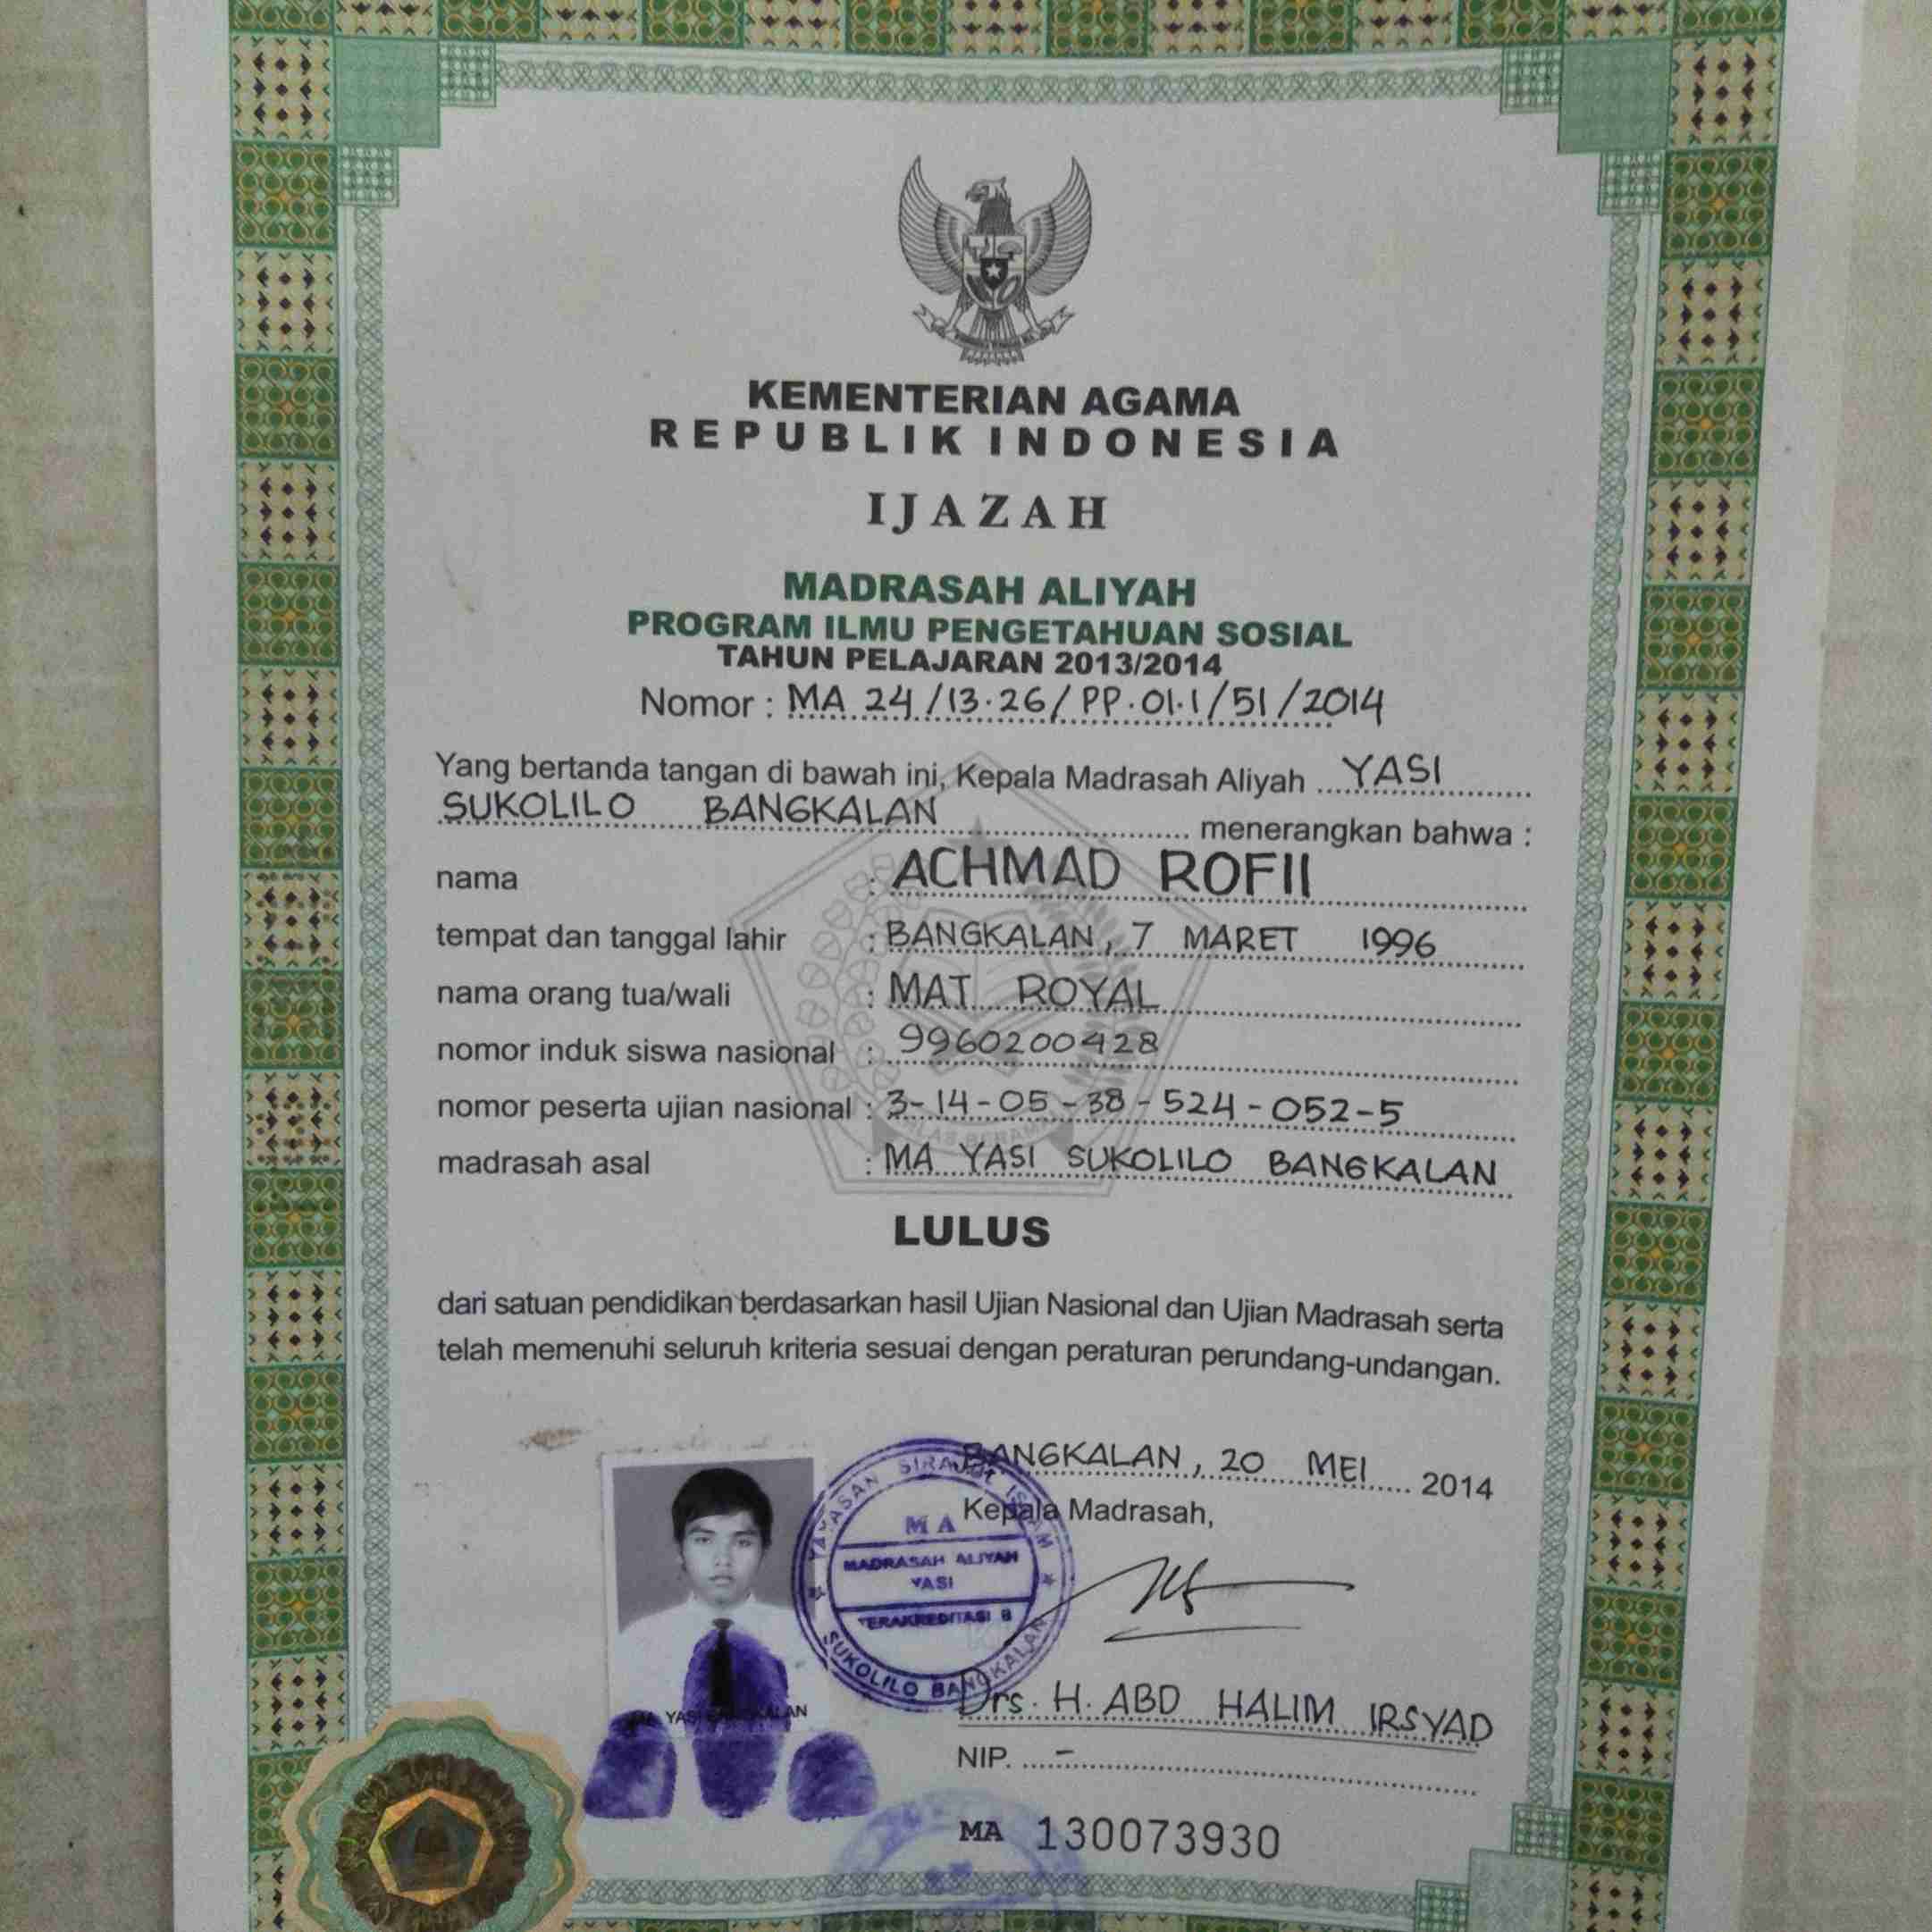 KEMENTERIAN AGAMA
REPUBLIK INDONESIA
IJAZAH
MADRASAH ALIYAH
PROGRAM ILMU PENGETAHUAN SOSIAL
TAHUN PELAJARAN 2013/2014
Nomor : MA 24/13.26/PP.01.1/51/2014
Yang bertanda tangan di bawah ini, Kepala Madrasah Aliyah YASI
SUKOLILO BANGKALAN menerangkan bahwa :
nama : ACHMAD ROFII
tempat dan tanggal lahir : BANGKALAN, 7 MARET 1996
nama orang tua/wali : MAT ROYAL
nomor induk siswa nasional : 9960200428
nomor peserta ujian nasional : 3-14-05-38-524-052-5
madrasah asal : MA YASI SUKOLILO BANGKALAN
LULUS
dari satuan pendidikan berdasarkan hasil Ujian Nasional dan Ujian Madrasah serta
telah memenuhi seluruh kriteria sesuai dengan peraturan perundang-undangan.
BANGKALAN, 20 MEI 2014
Kepala Madrasah,
YAYASAN SIRAJUL ISLAM
MA
MADRASAH ALIYAH
YASI
TERAKREDITASI B
SUKOLILO BANGKALAN
MA YASI BANGKALAN
Drs. H. ABD HALIM IRSYAD
NIP. -
MA 130073930